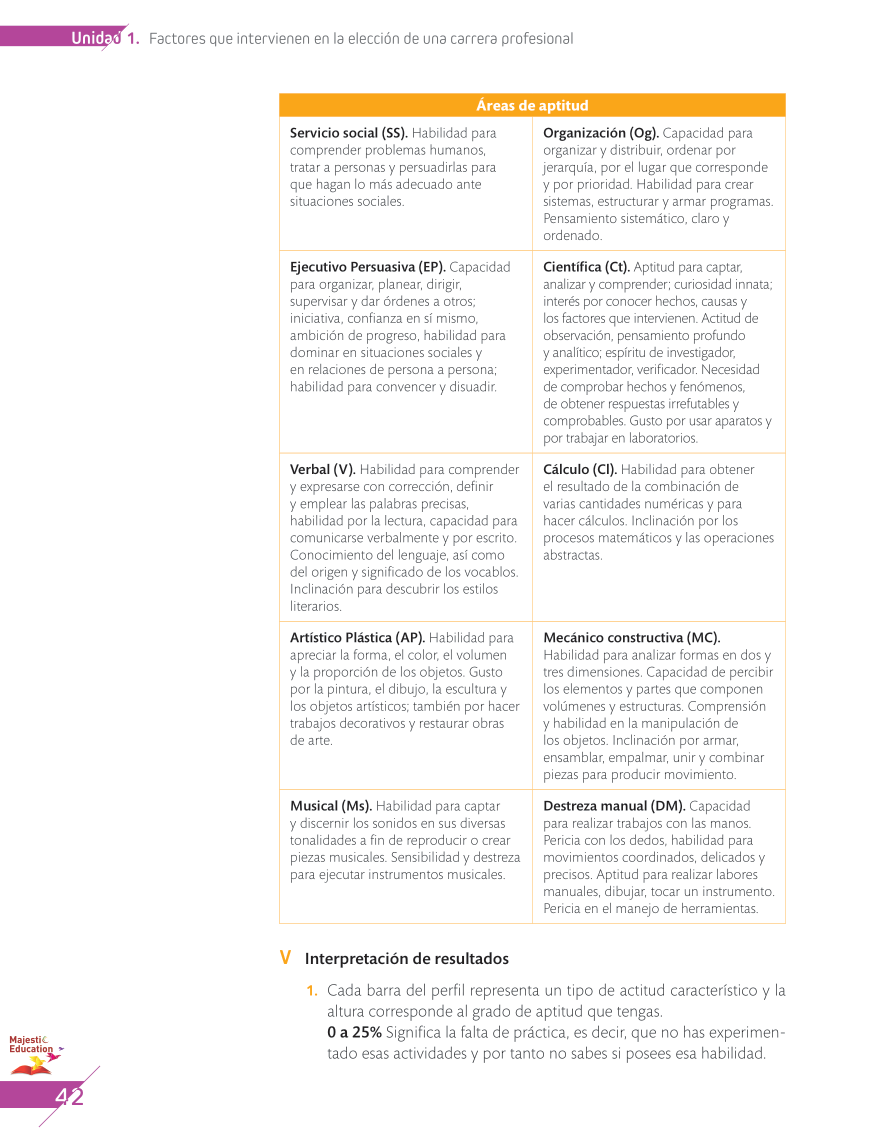 Unidad 1. Factores que intervienen en la elección de una carrera profesional
Áreas de aptitud
Servicio social (SS). Habilidad para
comprender problemas humanos,
tratar a personas y persuadirlas para
que hagan lo más adecuado ante
situaciones sociales.
Organización (Og). Capacidad para
organizar y distribuir, ordenar por
jerarquía, por el lugar que corresponde
y por prioridad. Habilidad para crear
sistemas, estructurar y armar programas.
Pensamiento sistemático, claro y
ordenado.
Ejecutivo Persuasiva (EP). Capacidad
para organizar, planear, dirigir,
supervisar y dar órdenes a otros;
iniciativa, confianza en sí mismo,
ambición de progreso, habilidad para
dominar en situaciones sociales y
en relaciones de persona a persona;
habilidad para convencer y disuadir.
Científica (Ct). Aptitud para captar,
analizar y comprender; curiosidad innata;
interés por conocer hechos, causas y
los factores que intervienen. Actitud de
observación, pensamiento profundo
y analítico; espíritu de investigador,
experimentador, verificador. Necesidad
de comprobar hechos y fenómenos,
de obtener respuestas irrefutables y
comprobables. Gusto por usar aparatos y
por trabajar en laboratorios.
Verbal (V). Habilidad para comprender
y expresarse con corrección, definir
y emplear las palabras precisas,
habilidad por la lectura, capacidad para
comunicarse verbalmente y por escrito.
Conocimiento del lenguaje, así como
del origen y significado de los vocablos.
Inclinación para descubrir los estilos
literarios.
Cálculo (Cl). Habilidad para obtener
el resultado de la combinación de
varias cantidades numéricas y para
hacer cálculos. Inclinación por los
procesos matemáticos y las operaciones
abstractas.
Artístico Plástica (AP). Habilidad para
apreciar la forma, el color, el volumen
y la proporción de los objetos. Gusto
por la pintura, el dibujo, la escultura y
los objetos artísticos; también por hacer
trabajos decorativos y restaurar obras
de arte.
Mecánico constructiva (MC).
Habilidad para analizar formas en dos y
tres dimensiones. Capacidad de percibir
los elementos y partes que componen
volúmenes y estructuras. Comprensión
y habilidad en la manipulación de
los objetos. Inclinación por armar,
ensamblar, empalmar, unir y combinar
piezas para producir movimiento.
Musical (Ms). Habilidad para captar
y discernir los sonidos en sus diversas
tonalidades a fin de reproducir o crear
piezas musicales. Sensibilidad y destreza
para ejecutar instrumentos musicales.
Destreza manual (DM). Capacidad
para realizar trabajos con las manos.
Pericia con los dedos, habilidad para
movimientos coordinados, delicados y
precisos. Aptitud para realizar labores
manuales, dibujar, tocar un instrumento.
Pericia en el manejo de herramientas.
V Interpretación de resultados
1. Cada barra del perfil representa un tipo de actitud característico y la
altura corresponde al grado de aptitud que tengas.
0 a 25% Significa la falta de práctica, es decir, que no has experimen-
tado esas actividades y por tanto no sabes si posees esa habilidad.
Majestic
Education
42